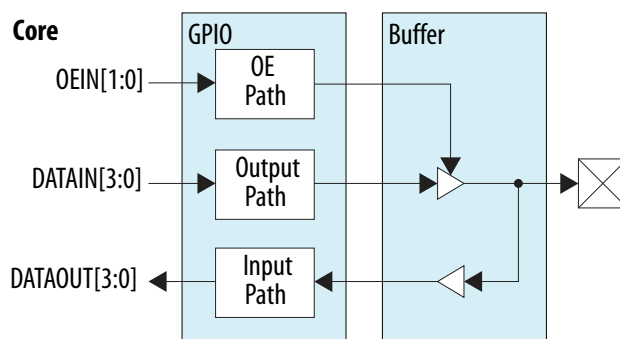 Core
GPIO
Buffer
OEIN[1:0]
OE
Path
DATAIN[3:0]
Output
Path
DATAOUT[3:0]
Input
Path